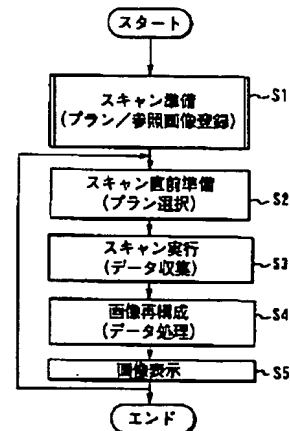 スタート
スキャン準備
(プラン/参照画像登録)
S1
スキャン直前準備
(プラン選択)
S2
スキャン実行
(データ収集)
S3
画像再構成
(データ処理)
S4
画像表示
S5
エンド